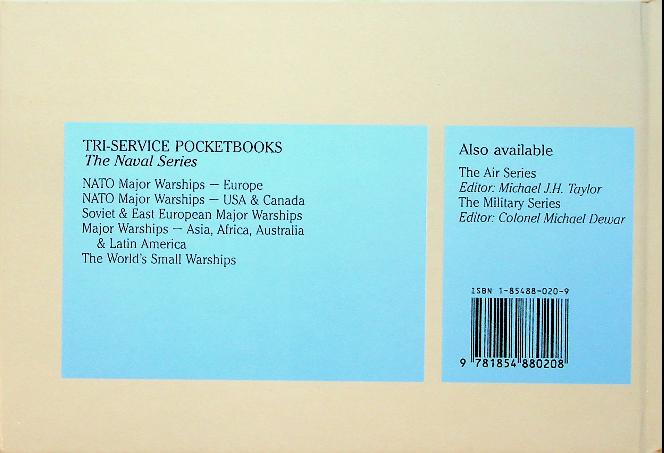 TRI-SERVICE POCKETBOOKS
The Naval Series
NATO Major Warships — Europe
NATO Major Warships — USA & Canada
Soviet & East European Major Warships
Major Warships — Asia, Africa, Australia
& Latin America
The World's Small Warships
Also available
The Air Series
Editor: Michael J.H. Taylor
The Military Series
Editor: Colonel Michael Dewar
ISBN 1-85488-020-9
9 781854 880208